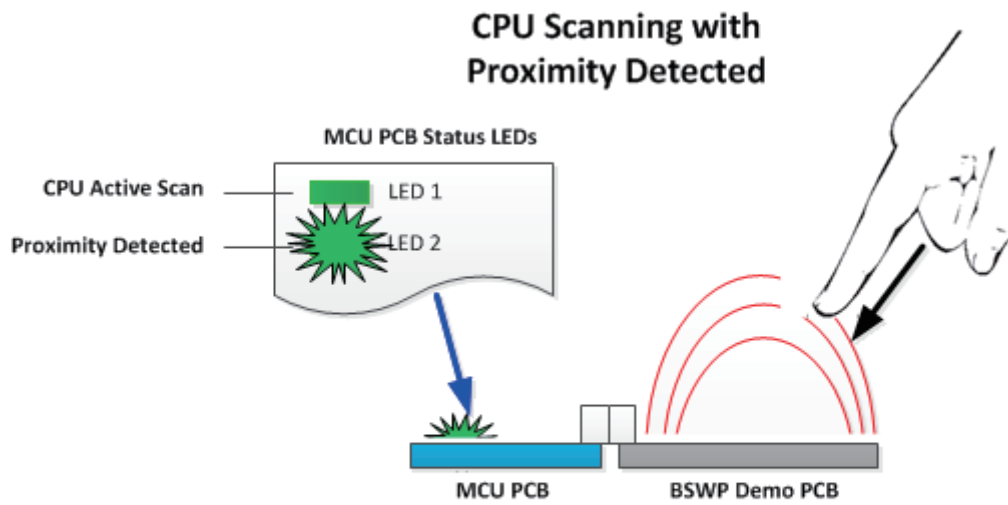 CPU Scanning with
Proximity Detected
MCU PCB Status LEDs
CPU Active Scan
LED 1
Proximity Detected
LED 2
MCU PCB
BSWP Demo PCB